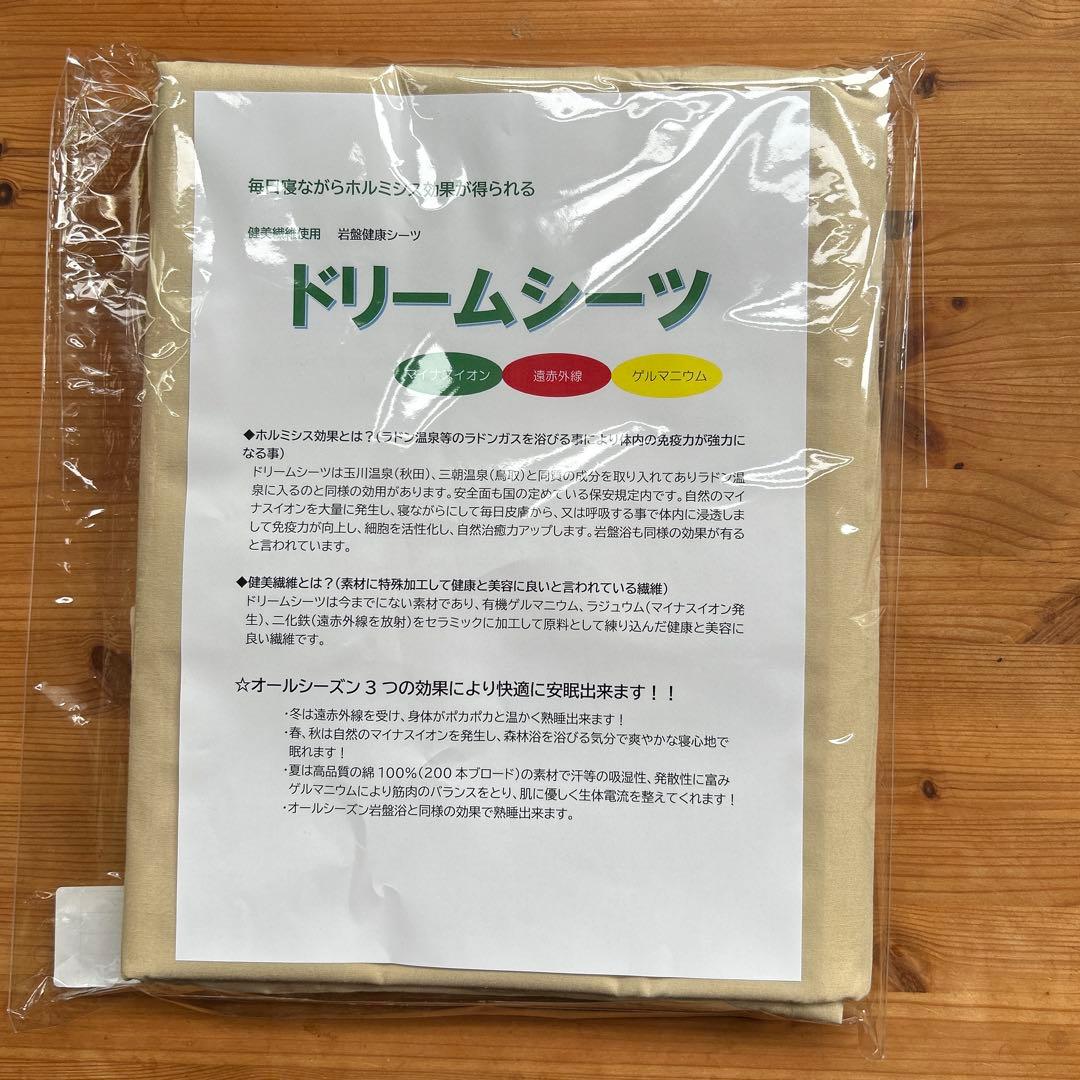 毎日寝ながらホルミシス効果が得られる
健美繊維使用　岩盤健康シーツ
ドリームシーツ
マイナスイオン 遠赤外線 ゲルマニウム
◆ホルミシス効果とは？(ラドン温泉等のラドンガスを浴びる事により体内の免疫力が強力に
なる事)
ドリームシーツは玉川温泉(秋田)、三朝温泉(鳥取)と同質の成分を取り入れてありラドン温
泉に入るのと同様の効用があります。安全面も国の定めている保安規定内です。自然のマイ
ナスイオンを大量に発生し、寝ながらにして毎日皮膚から、又は呼吸する事で体内に浸透しま
して免疫力が向上し、細胞を活性化し、自然治癒力アップします。岩盤浴も同様の効果が有る
と言われています。
◆健美繊維とは？(素材に特殊加工して健康と美容に良いと言われている繊維)
ドリームシーツは今までにない素材であり、有機ゲルマニウム、ラジュウム(マイナスイオン発
生)、二化鉄(遠赤外線を放射)をセラミックに加工して原料として練り込んだ健康と美容に
良い繊維です。
☆オールシーズン３つの効果により快適に安眠出来ます！！
・冬は遠赤外線を受け、身体がポカポカと温かく熟睡出来ます！
・春、秋は自然のマイナスイオンを発生し、森林浴を浴びる気分で爽やかな寝心地で
眠れます！
・夏は高品質の綿100％(200本ブロード)の素材で汗等の吸湿性、発散性に富み
ゲルマニウムにより筋肉のバランスをとり、肌に優しく生体電流を整えてくれます！
・オールシーズン岩盤浴と同様の効果で熟睡出来ます。